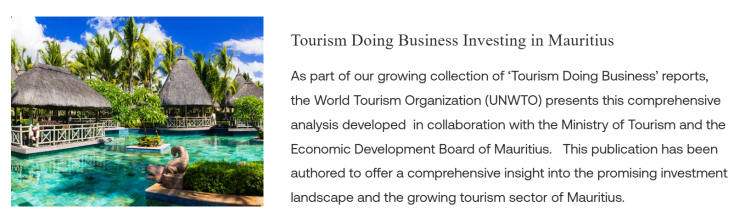 Tourism Doing Business Investing in Mauritius
As part of our growing collection of ‘Tourism Doing Business’ reports,
the World Tourism Organization (UNWTO) presents this comprehensive
analysis developed  in collaboration with the Ministry of Tourism and the
Economic Development Board of Mauritius.   This publication has been
authored to offer a comprehensive insight into the promising investment
landscape and the growing tourism sector of Mauritius.